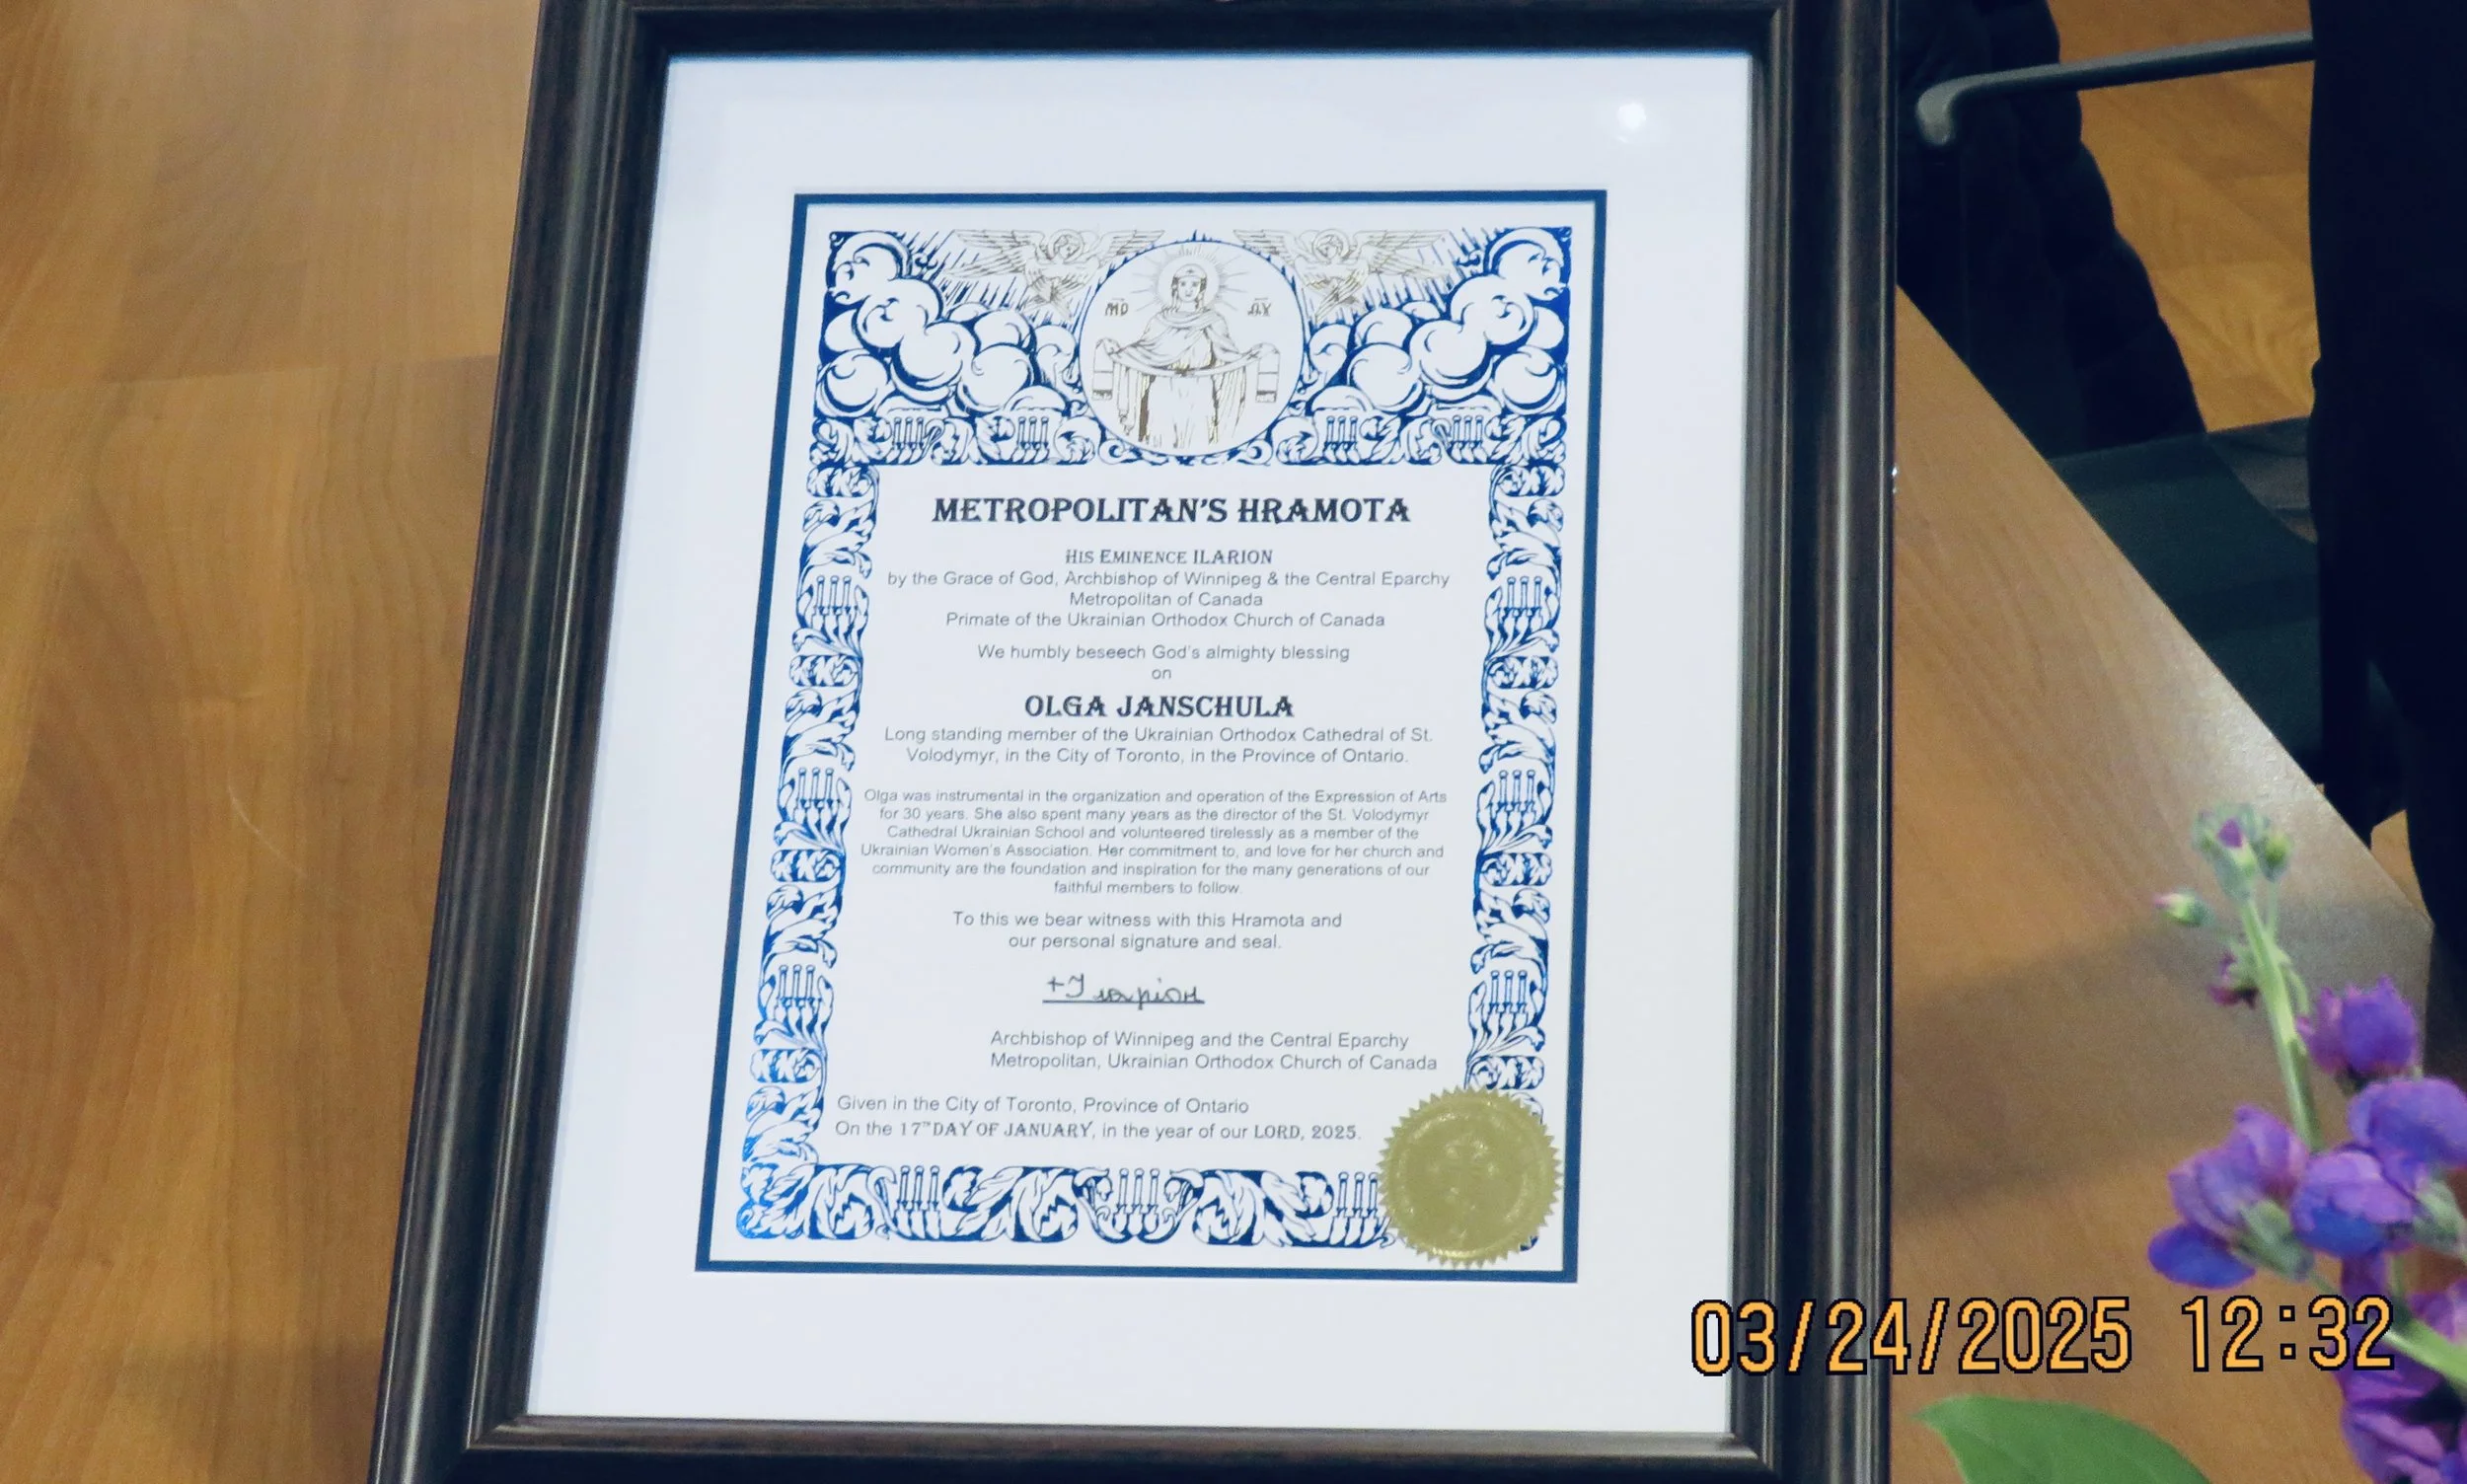 МР ΘΥ
METROPOLITAN'S HRAMOTA
HIS EMINENCE ILARION
by the Grace of God, Archbishop of Winnipeg & the Central Eparchy
Metropolitan of Canada
Primate of the Ukrainian Orthodox Church of Canada
We humbly beseech God's almighty blessing
on
OLGA JANSCHULA
Long standing member of the Ukrainian Orthodox Cathedral of St.
Volodymyr, in the City of Toronto, in the Province of Ontario.
Olga was instrumental in the organization and operation of the Expression of Arts
for 30 years. She also spent many years as the director of the St. Volodymyr
Cathedral Ukrainian School and volunteered tirelessly as a member of the
Ukrainian Women's Association. Her commitment to, and love for her church and
community are the foundation and inspiration for the many generations of our
faithful members to follow.
To this we bear witness with this Hramota and
our personal signature and seal.
+Іларіон
Archbishop of Winnipeg and the Central Eparchy
Metropolitan, Ukrainian Orthodox Church of Canada
Given in the City of Toronto, Province of Ontario
On the 17TH DAY OF JANUARY, in the year of our LORD, 2025.
03/24/2025 12:32